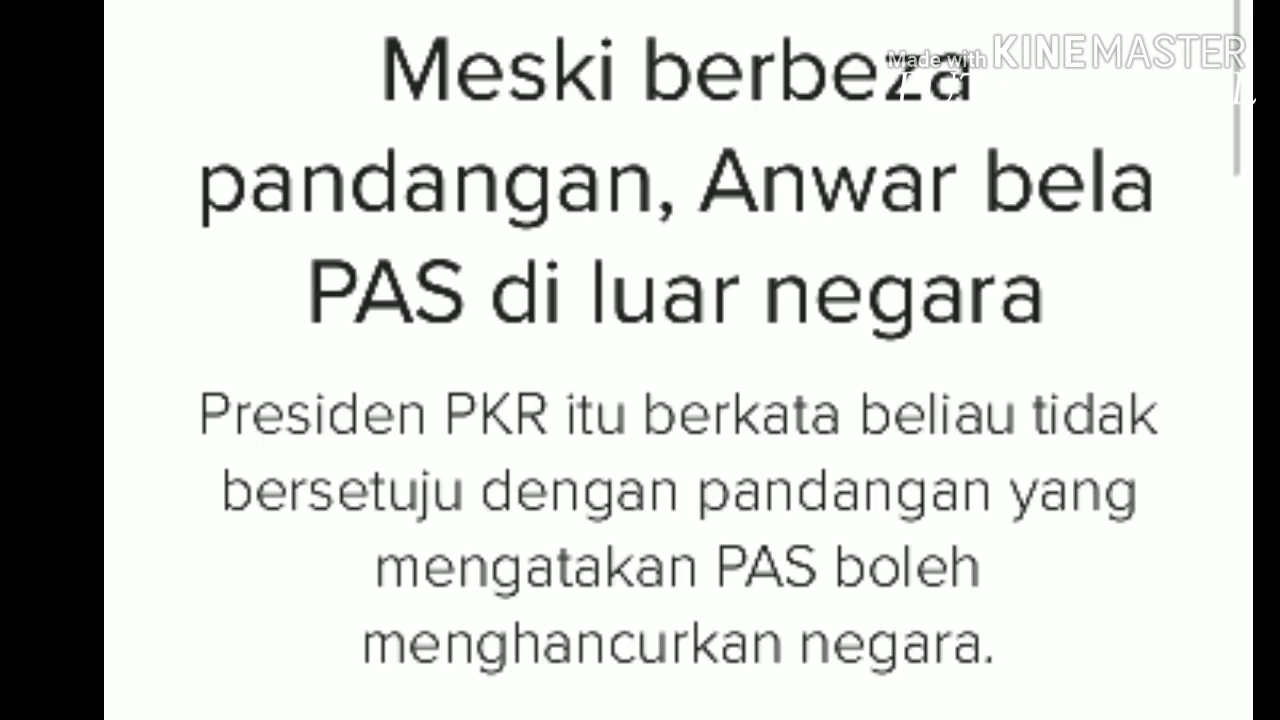 Made with KINEMASTER
Meski berbeza
pandangan, Anwar bela
PAS di luar negara
Presiden PKR itu berkata beliau tidak
bersetuju dengan pandangan yang
mengatakan PAS boleh
menghancurkan negara.